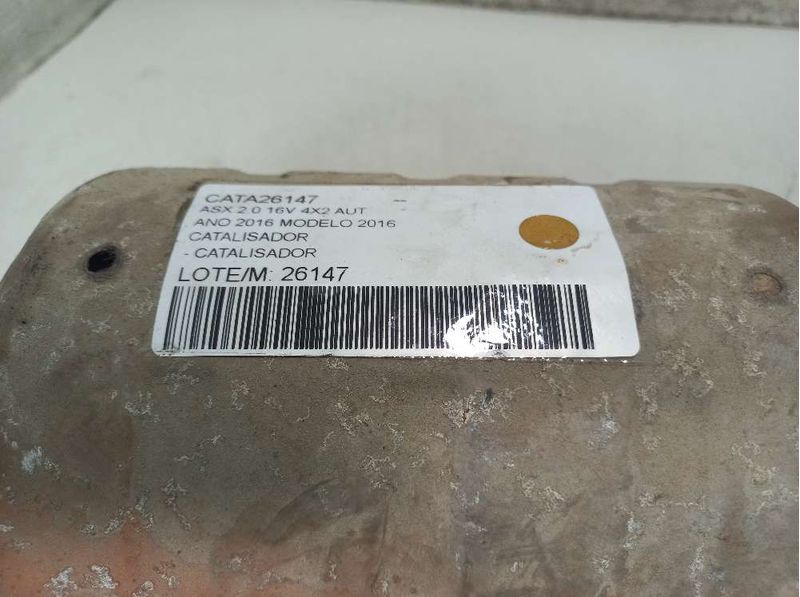 CATA26147
ASX 2.0 16V 4X2 AUT
ANO 2016 MODELO 2016
CATALISADOR
- CATALISADOR
LOTE/M: 26147